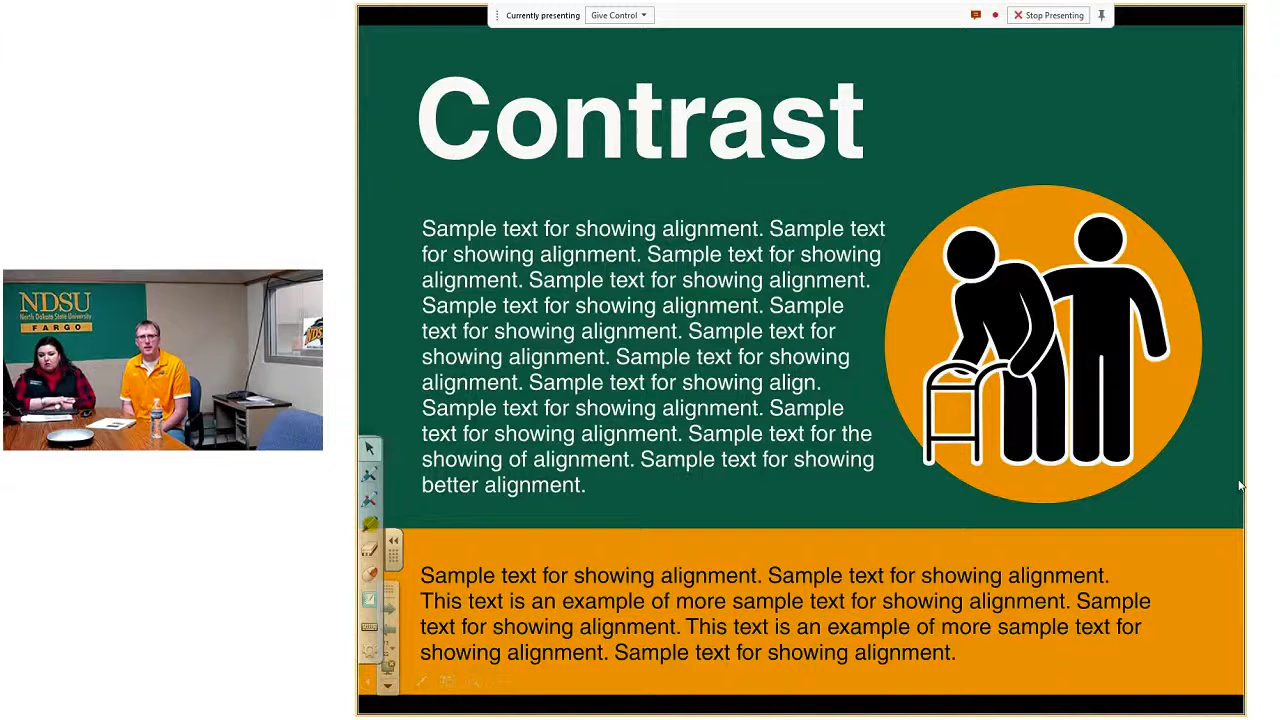 Currently presenting
Give Control
Stop Presenting
Contrast
Sample text for showing alignment. Sample text
for showing alignment. Sample text for showing
alignment. Sample text for showing alignment.
Sample text for showing alignment. Sample
text for showing alignment. Sample text for
showing alignment. Sample text for showing
alignment. Sample text for showing align.
Sample text for showing alignment. Sample
text for showing alignment. Sample text for the
showing of alignment. Sample text for showing
better alignment.
Sample text for showing alignment. Sample text for showing alignment.
This text is an example of more sample text for showing alignment. Sample
text for showing alignment. This text is an example of more sample text for
showing alignment. Sample text for showing alignment.
NDSU
North Dakota State University
FARGO
NDSU